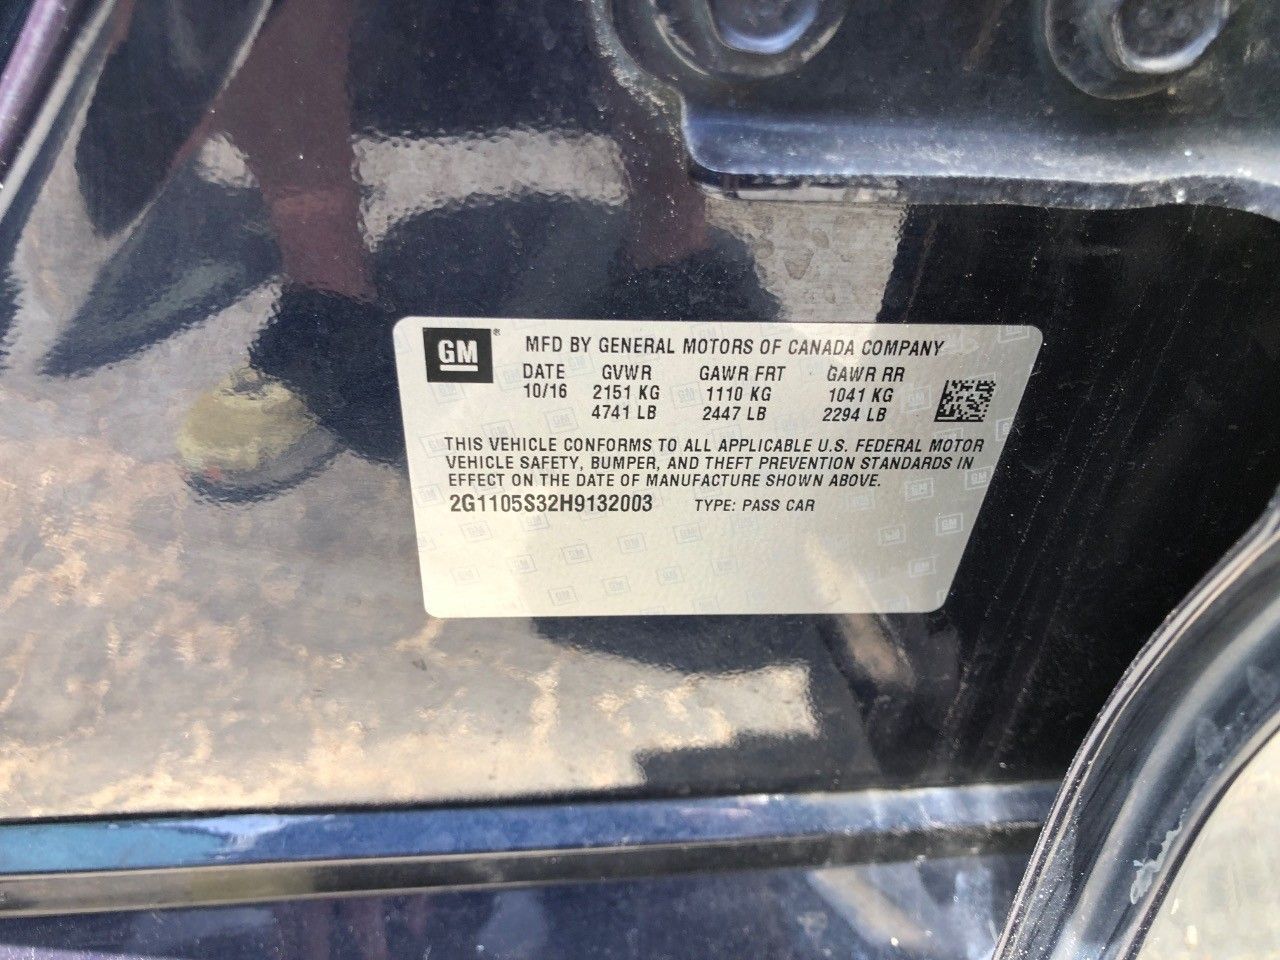 GM® MFD BY GENERAL MOTORS OF CANADA COMPANY
DATE GVWR GAWR FRT GAWR RR
10/16 2151 KG 1110 KG 1041 KG
4741 LB 2447 LB 2294 LB
THIS VEHICLE CONFORMS TO ALL APPLICABLE U.S. FEDERAL MOTOR
VEHICLE SAFETY, BUMPER, AND THEFT PREVENTION STANDARDS IN
EFFECT ON THE DATE OF MANUFACTURE SHOWN ABOVE.
2G1105S32H9132003 TYPE: PASS CAR